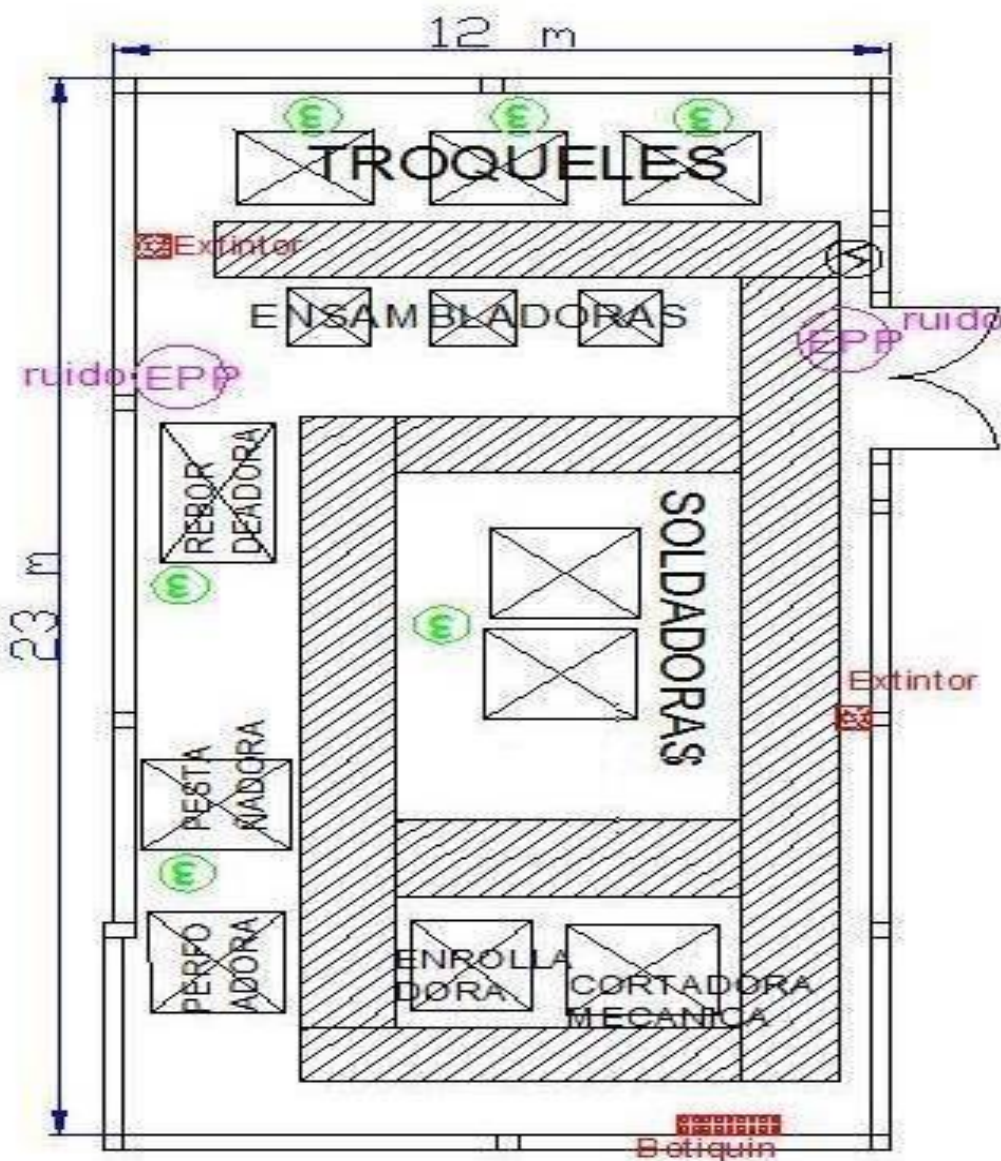 12 m
TROQUELES
Extintor
ENSAMBLADORAS
ruido EPP
EPP ruido
REBOR
DEADORA
23 m
SOLDADORAS
Extintor
PESTA
ÑADORA
PERFO
ADORA
ENROLLA
DORA
CORTADORA
MECANICA
Botiquin